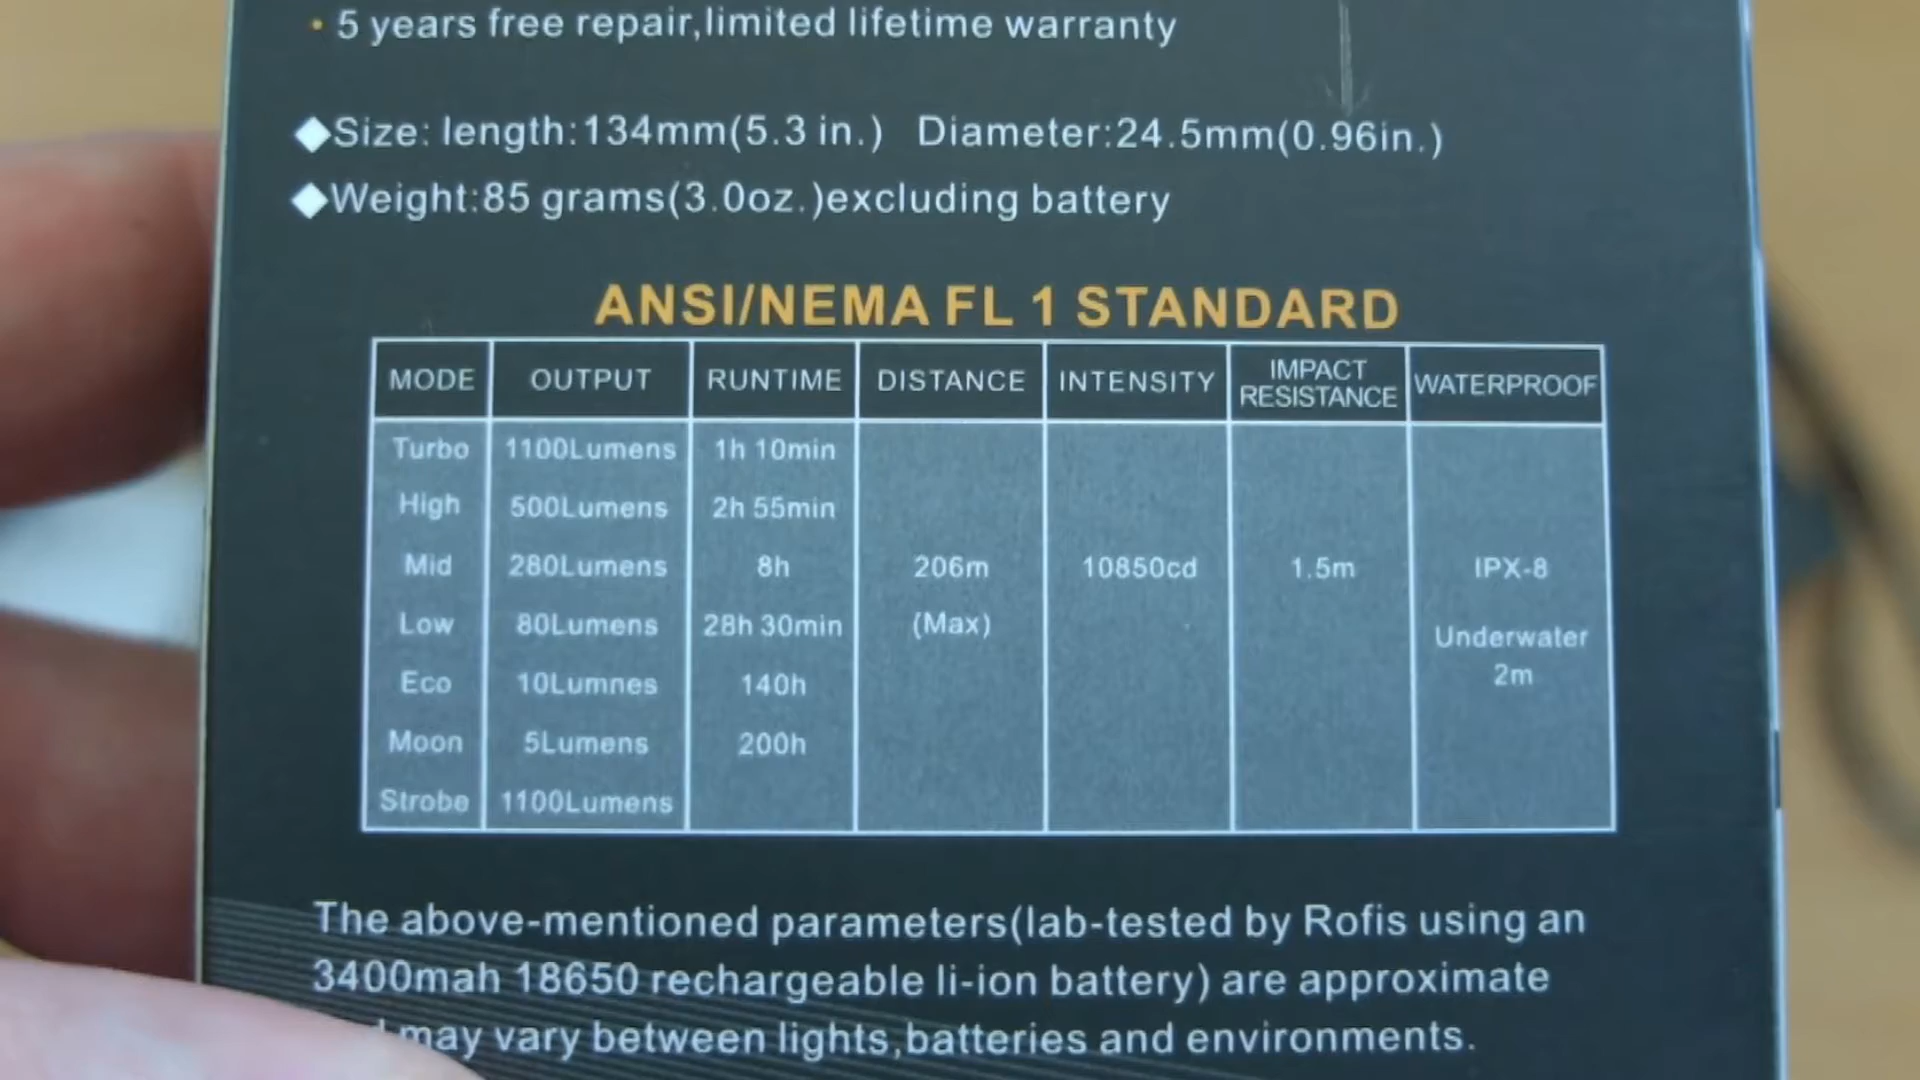 • 5 years free repair,limited lifetime warranty
◆Size: length:134mm(5.3 in.) Diameter:24.5mm(0.96in.)
◆Weight:85 grams(3.0oz.)excluding battery
ANSI/NEMA FL 1 STANDARD
MODE OUTPUT RUNTIME DISTANCE INTENSITY IMPACT RESISTANCE WATERPROOF
Turbo 1100Lumens 1h 10min
High 500Lumens 2h 55min
Mid 280Lumens 8h 206m 10850cd 1.5m IPX-8
Low 80Lumens 28h 30min (Max) Underwater
2m
Eco 10Lumnes 140h
Moon 5Lumens 200h
Strobe 1100Lumens
The above-mentioned parameters(lab-tested by Rofis using an
3400mah 18650 rechargeable li-ion battery) are approximate
may vary between lights,batteries and environments.